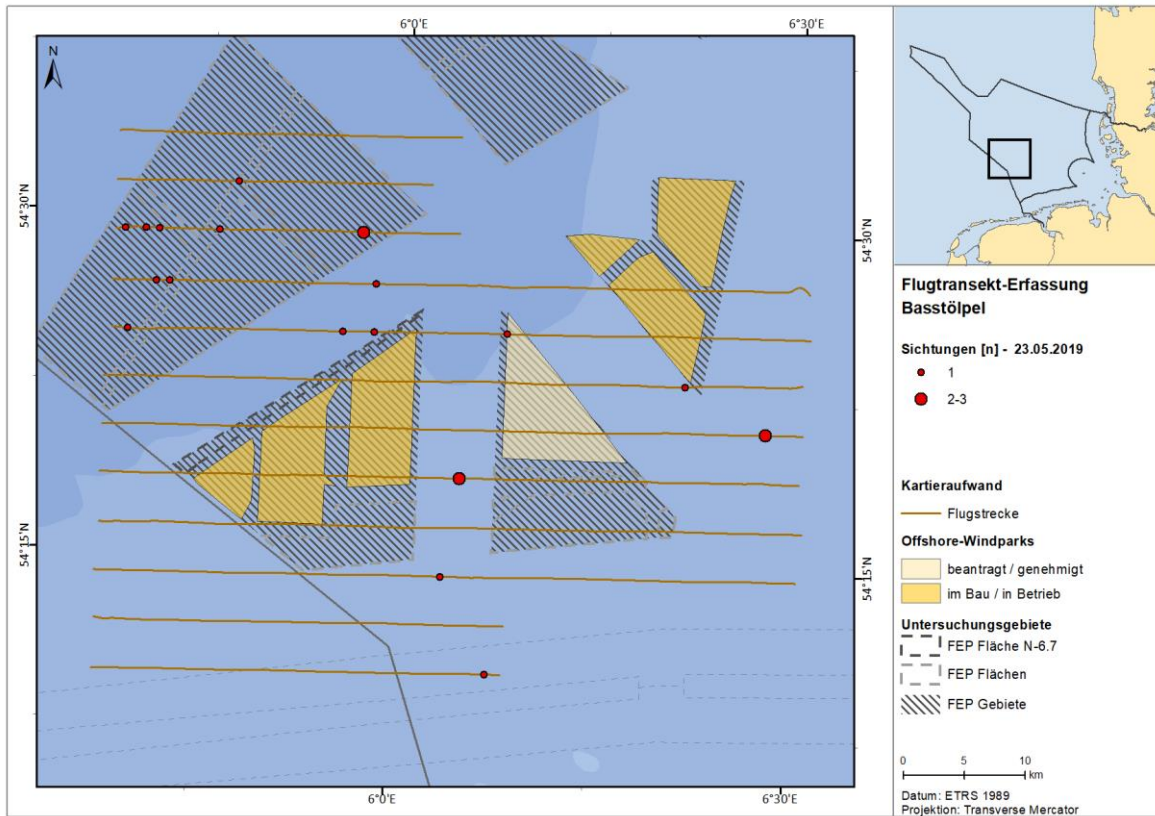 6°0'E
6°30'E
N
54°30'N
54°30'N
54°15'N
54°15'N
6°0'E
6°30'E
Flugtransekt-Erfassung
Basstölpel
Sichtungen [n] - 23.05.2019
1
2-3
Kartieraufwand
Flugstrecke
Offshore-Windparks
beantragt / genehmigt
im Bau / in Betrieb
Untersuchungsgebiete
FEP Fläche N-6.7
FEP Flächen
FEP Gebiete
0 5 10
km
Datum: ETRS 1989
Projektion: Transverse Mercator